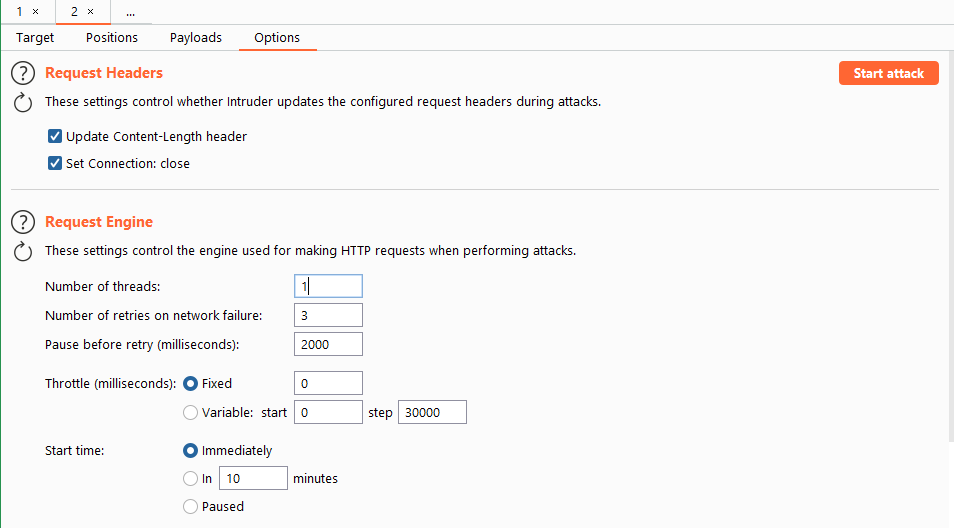 1 × 2 × ...
Target Positions Payloads Options
? Request Headers Start attack
These settings control whether Intruder updates the configured request headers during attacks.
Update Content-Length header
Set Connection: close
? Request Engine
These settings control the engine used for making HTTP requests when performing attacks.
Number of threads: 1
Number of retries on network failure: 3
Pause before retry (milliseconds): 2000
Throttle (milliseconds): Fixed 0
Variable: start 0 step 30000
Start time: Immediately
In 10 minutes
Paused